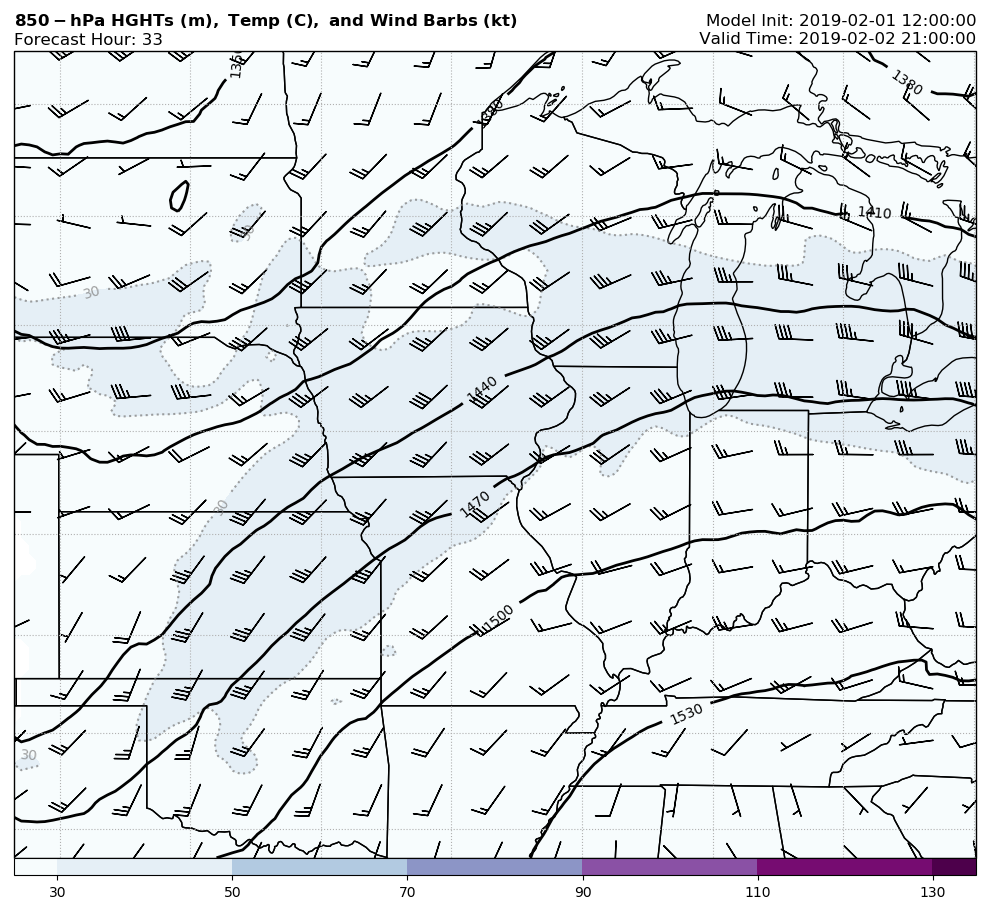 850-hPa HGHTs (m), Temp (C), and Wind Barbs (kt)
Model Init: 2019-02-01 12:00:00
Forecast Hour: 33
Valid Time: 2019-02-02 21:00:00
1380
1380
1410
30
1440
30
1470
1500
1530
30
30 50 70 90 110 130